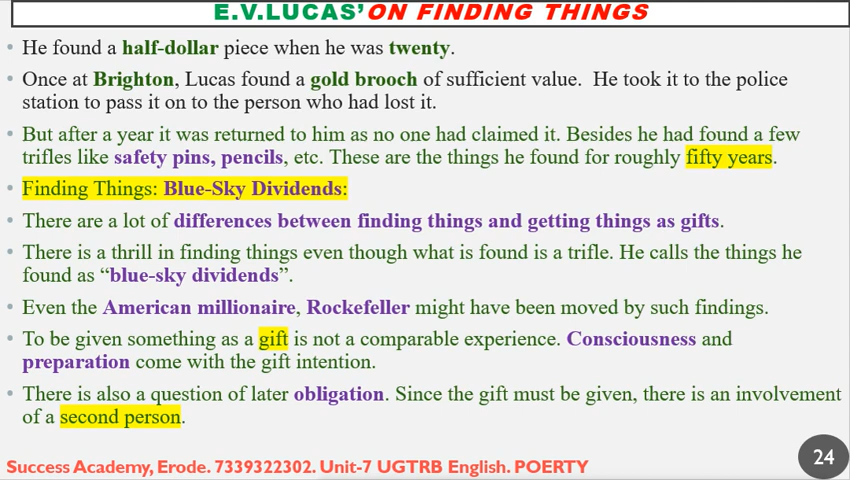 E.V.LUCAS’ON FINDING THINGS
• He found a half-dollar piece when he was twenty.
• Once at Brighton, Lucas found a gold brooch of sufficient value. He took it to the police
station to pass it on to the person who had lost it.
• But after a year it was returned to him as no one had claimed it. Besides he had found a few
trifles like safety pins, pencils, etc. These are the things he found for roughly fifty years.
• Finding Things: Blue-Sky Dividends:
• There are a lot of differences between finding things and getting things as gifts.
• There is a thrill in finding things even though what is found is a trifle. He calls the things he
found as “blue-sky dividends”.
• Even the American millionaire, Rockefeller might have been moved by such findings.
• To be given something as a gift is not a comparable experience. Consciousness and
preparation come with the gift intention.
• There is also a question of later obligation. Since the gift must be given, there is an involvement
of a second person.
Success Academy, Erode. 7339322302. Unit-7 UGTRB English. POERTY
24